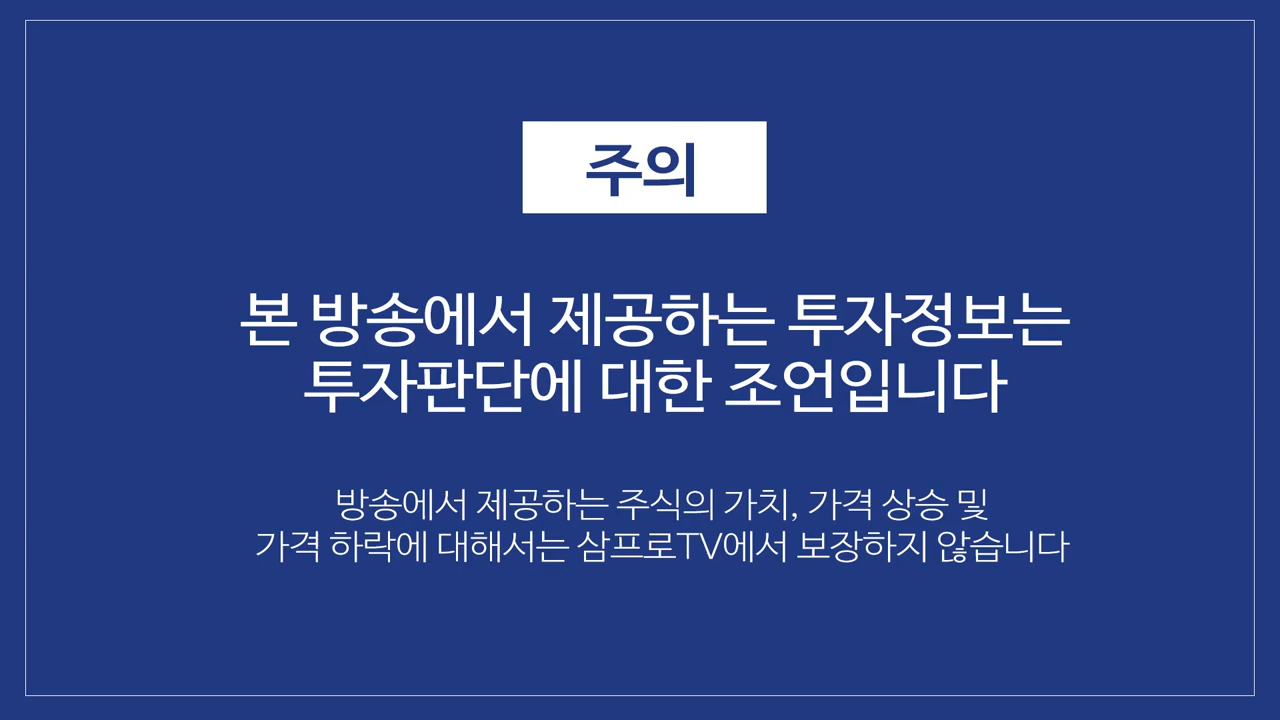 주의
본 방송에서 제공하는 투자정보는
투자판단에 대한 조언입니다
방송에서 제공하는 주식의 가치, 가격 상승 및
가격 하락에 대해서는 삼프로TV에서 보장하지 않습니다